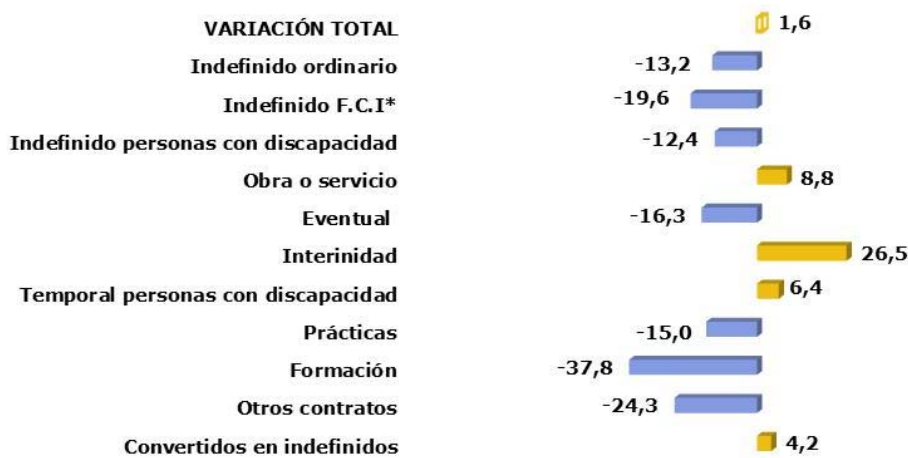 VARIACIÓN TOTAL 1,6
Indefinido ordinario -13,2
Indefinido F.C.I* -19,6
Indefinido personas con discapacidad -12,4
Obra o servicio 8,8
Eventual -16,3
Interinidad 26,5
Temporal personas con discapacidad 6,4
Prácticas -15,0
Formación -37,8
Otros contratos -24,3
Convertidos en indefinidos 4,2